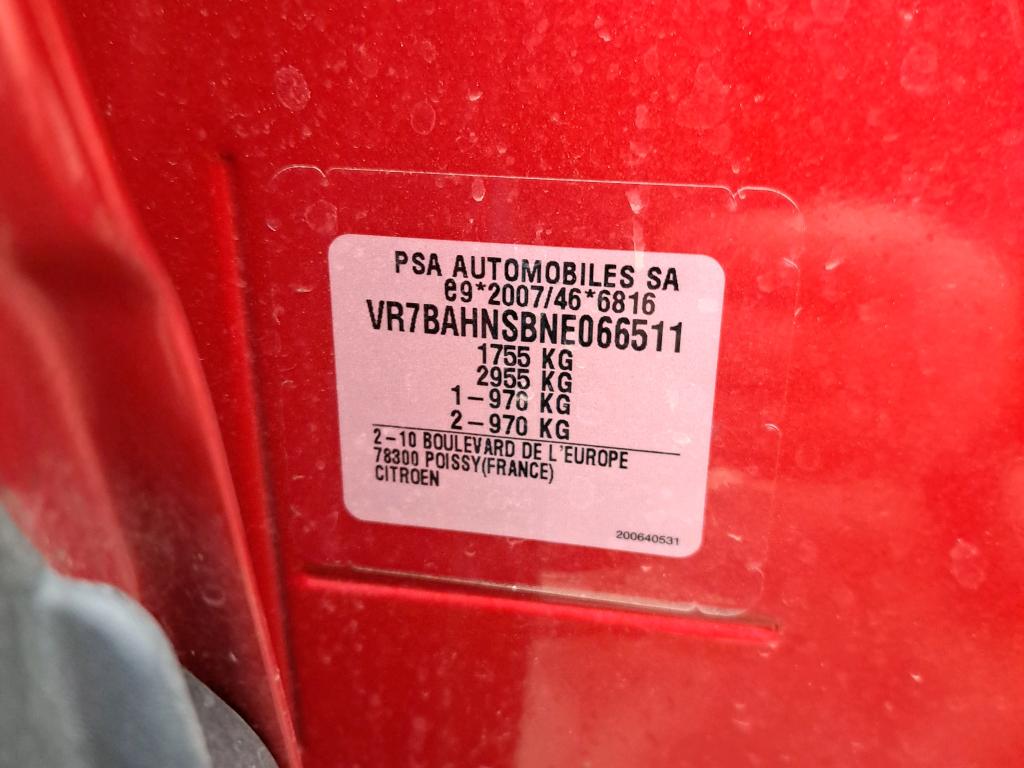 PSA AUTOMOBILES SA
e9*2007/46*6816
VR7BAHNSBNE066511
1755 KG
2955 KG
1-970 KG
2-970 KG
2-10 BOULEVARD DE L'EUROPE
78300 POISSY(FRANCE)
CITROEN
200640531